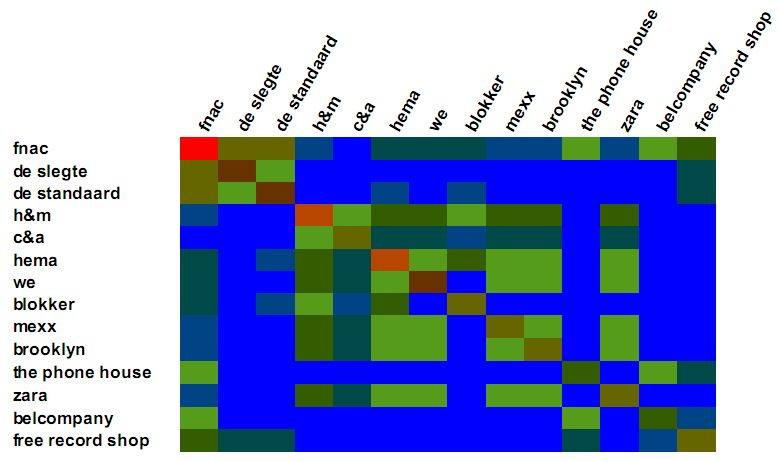 fnac
de slegte
de standaard
h&m
c&a
hema
we
blokker
mexx
brooklyn
the phone house
zara
belcompany
free record shop
fnac
de slegte
de standaard
h&m
c&a
hema
we
blokker
mexx
brooklyn
the phone house
zara
belcompany
free record shop